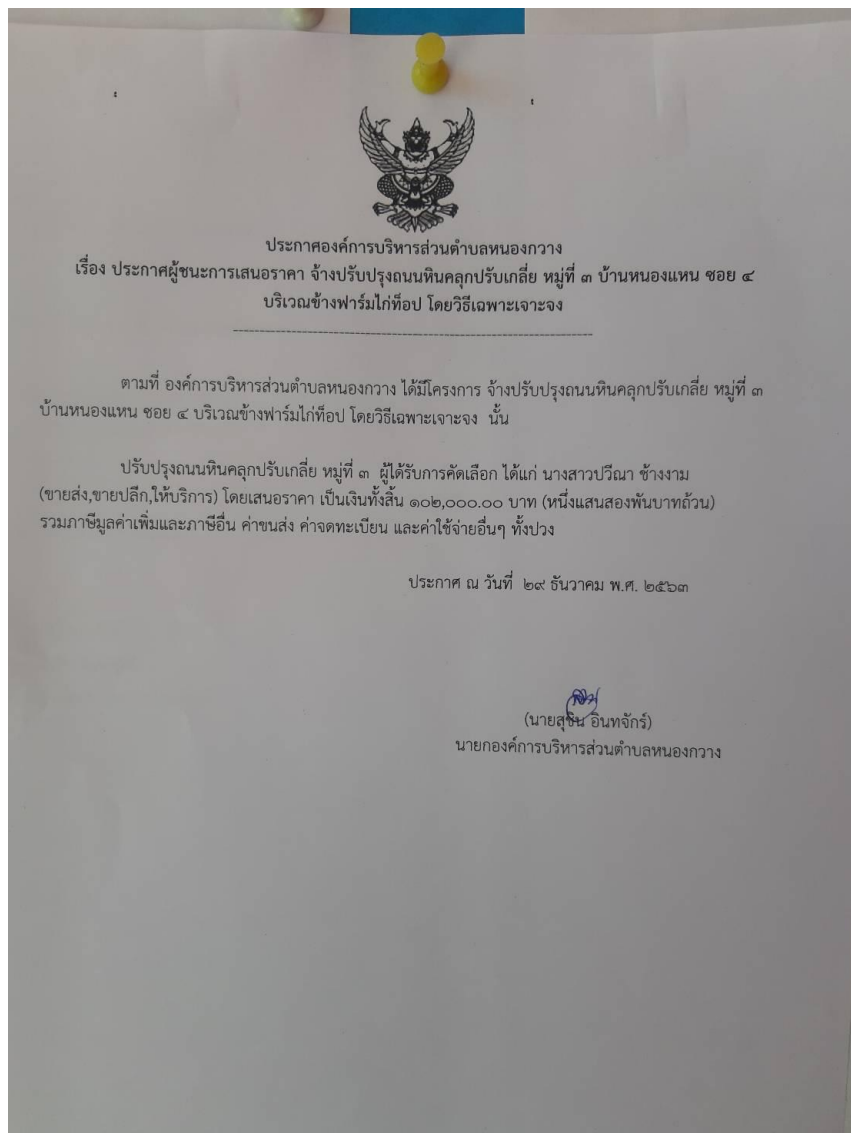 ประกาศองค์การบริหารส่วนตำบลหนองกวาง
เรื่อง ประกาศผู้ชนะการเสนอราคา จ้างปรับปรุงถนนหินคลุกปรับเกลี่ย หมู่ที่ ๓ บ้านหนองแหน ซอย ๔
บริเวณข้างฟาร์มไก่ท็อป โดยวิธีเฉพาะเจาะจง
ตามที่ องค์การบริหารส่วนตำบลหนองกวาง ได้มีโครงการ จ้างปรับปรุงถนนหินคลุกปรับเกลี่ย หมู่ที่ ๓
บ้านหนองแหน ซอย ๔ บริเวณข้างฟาร์มไก่ท็อป โดยวิธีเฉพาะเจาะจง นั้น
ปรับปรุงถนนหินคลุกปรับเกลี่ย หมู่ที่ ๓ ผู้ได้รับการคัดเลือก ได้แก่ นางสาวปวีณา ช้างงาม
(ขายส่ง,ขายปลีก,ให้บริการ) โดยเสนอราคา เป็นเงินทั้งสิ้น ๑๐๒,๐๐๐.๐๐ บาท (หนึ่งแสนสองพันบาทถ้วน)
รวมภาษีมูลค่าเพิ่มและภาษีอื่น ค่าขนส่ง ค่าจดทะเบียน และค่าใช้จ่ายอื่นๆ ทั้งปวง
ประกาศ ณ วันที่ ๒๙ ธันวาคม พ.ศ. ๒๕๖๓
(นายสุชิน อินทจักร์)
นายกองค์การบริหารส่วนตำบลหนองกวาง